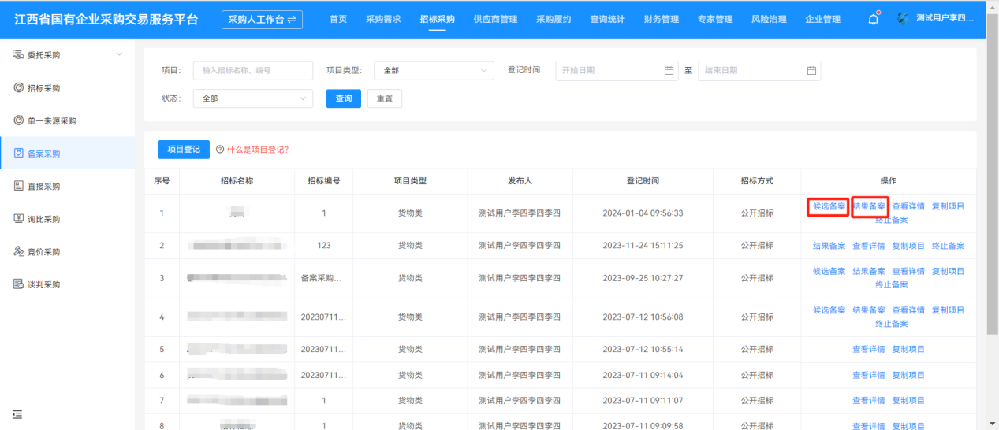 江西省国有企业采购交易服务平台 采购人工作台 首页 采购需求 招标采购 供应商管理 采购履约 查询统计 财务管理 专家管理 风险治理 企业管理 测试用户李四...
委托采购
招标采购
单一来源采购
备案采购
直接采购
询比采购
竞价采购
谈判采购
项目: 输入招标名称、编号 项目类型: 全部 登记时间: 开始日期 至 结束日期
状态: 全部 查询 重置
项目登记 什么是项目登记?
序号 招标名称 招标编号 项目类型 发布人 登记时间 招标方式 操作
1 1 货物类 测试用户李四李四李四 2024-01-04 09:56:33 公开招标 候选备案 结果备案 查看详情 复制项目
终止备案
2 123 货物类 测试用户李四李四李四 2023-11-24 15:11:25 公开招标 结果备案 查看详情 复制项目 终止备案
3 备案采购... 货物类 测试用户李四李四李四 2023-09-25 10:27:27 公开招标 候选备案 结果备案 查看详情 复制项目
终止备案
4 20230711... 货物类 测试用户李四李四李四 2023-07-12 10:56:08 公开招标 候选备案 结果备案 查看详情 复制项目
终止备案
5 20230711... 货物类 测试用户李四李四李四 2023-07-12 10:55:14 公开招标 查看详情 复制项目
6 20230711... 货物类 测试用户李四李四李四 2023-07-11 09:14:04 公开招标 查看详情 复制项目
7 1 货物类 测试用户李四李四李四 2023-07-11 09:11:07 公开招标 查看详情 复制项目
8 1 货物类 测试用户李四李四李四 2023-07-11 09:09:58 公开招标 查看详情 复制项目